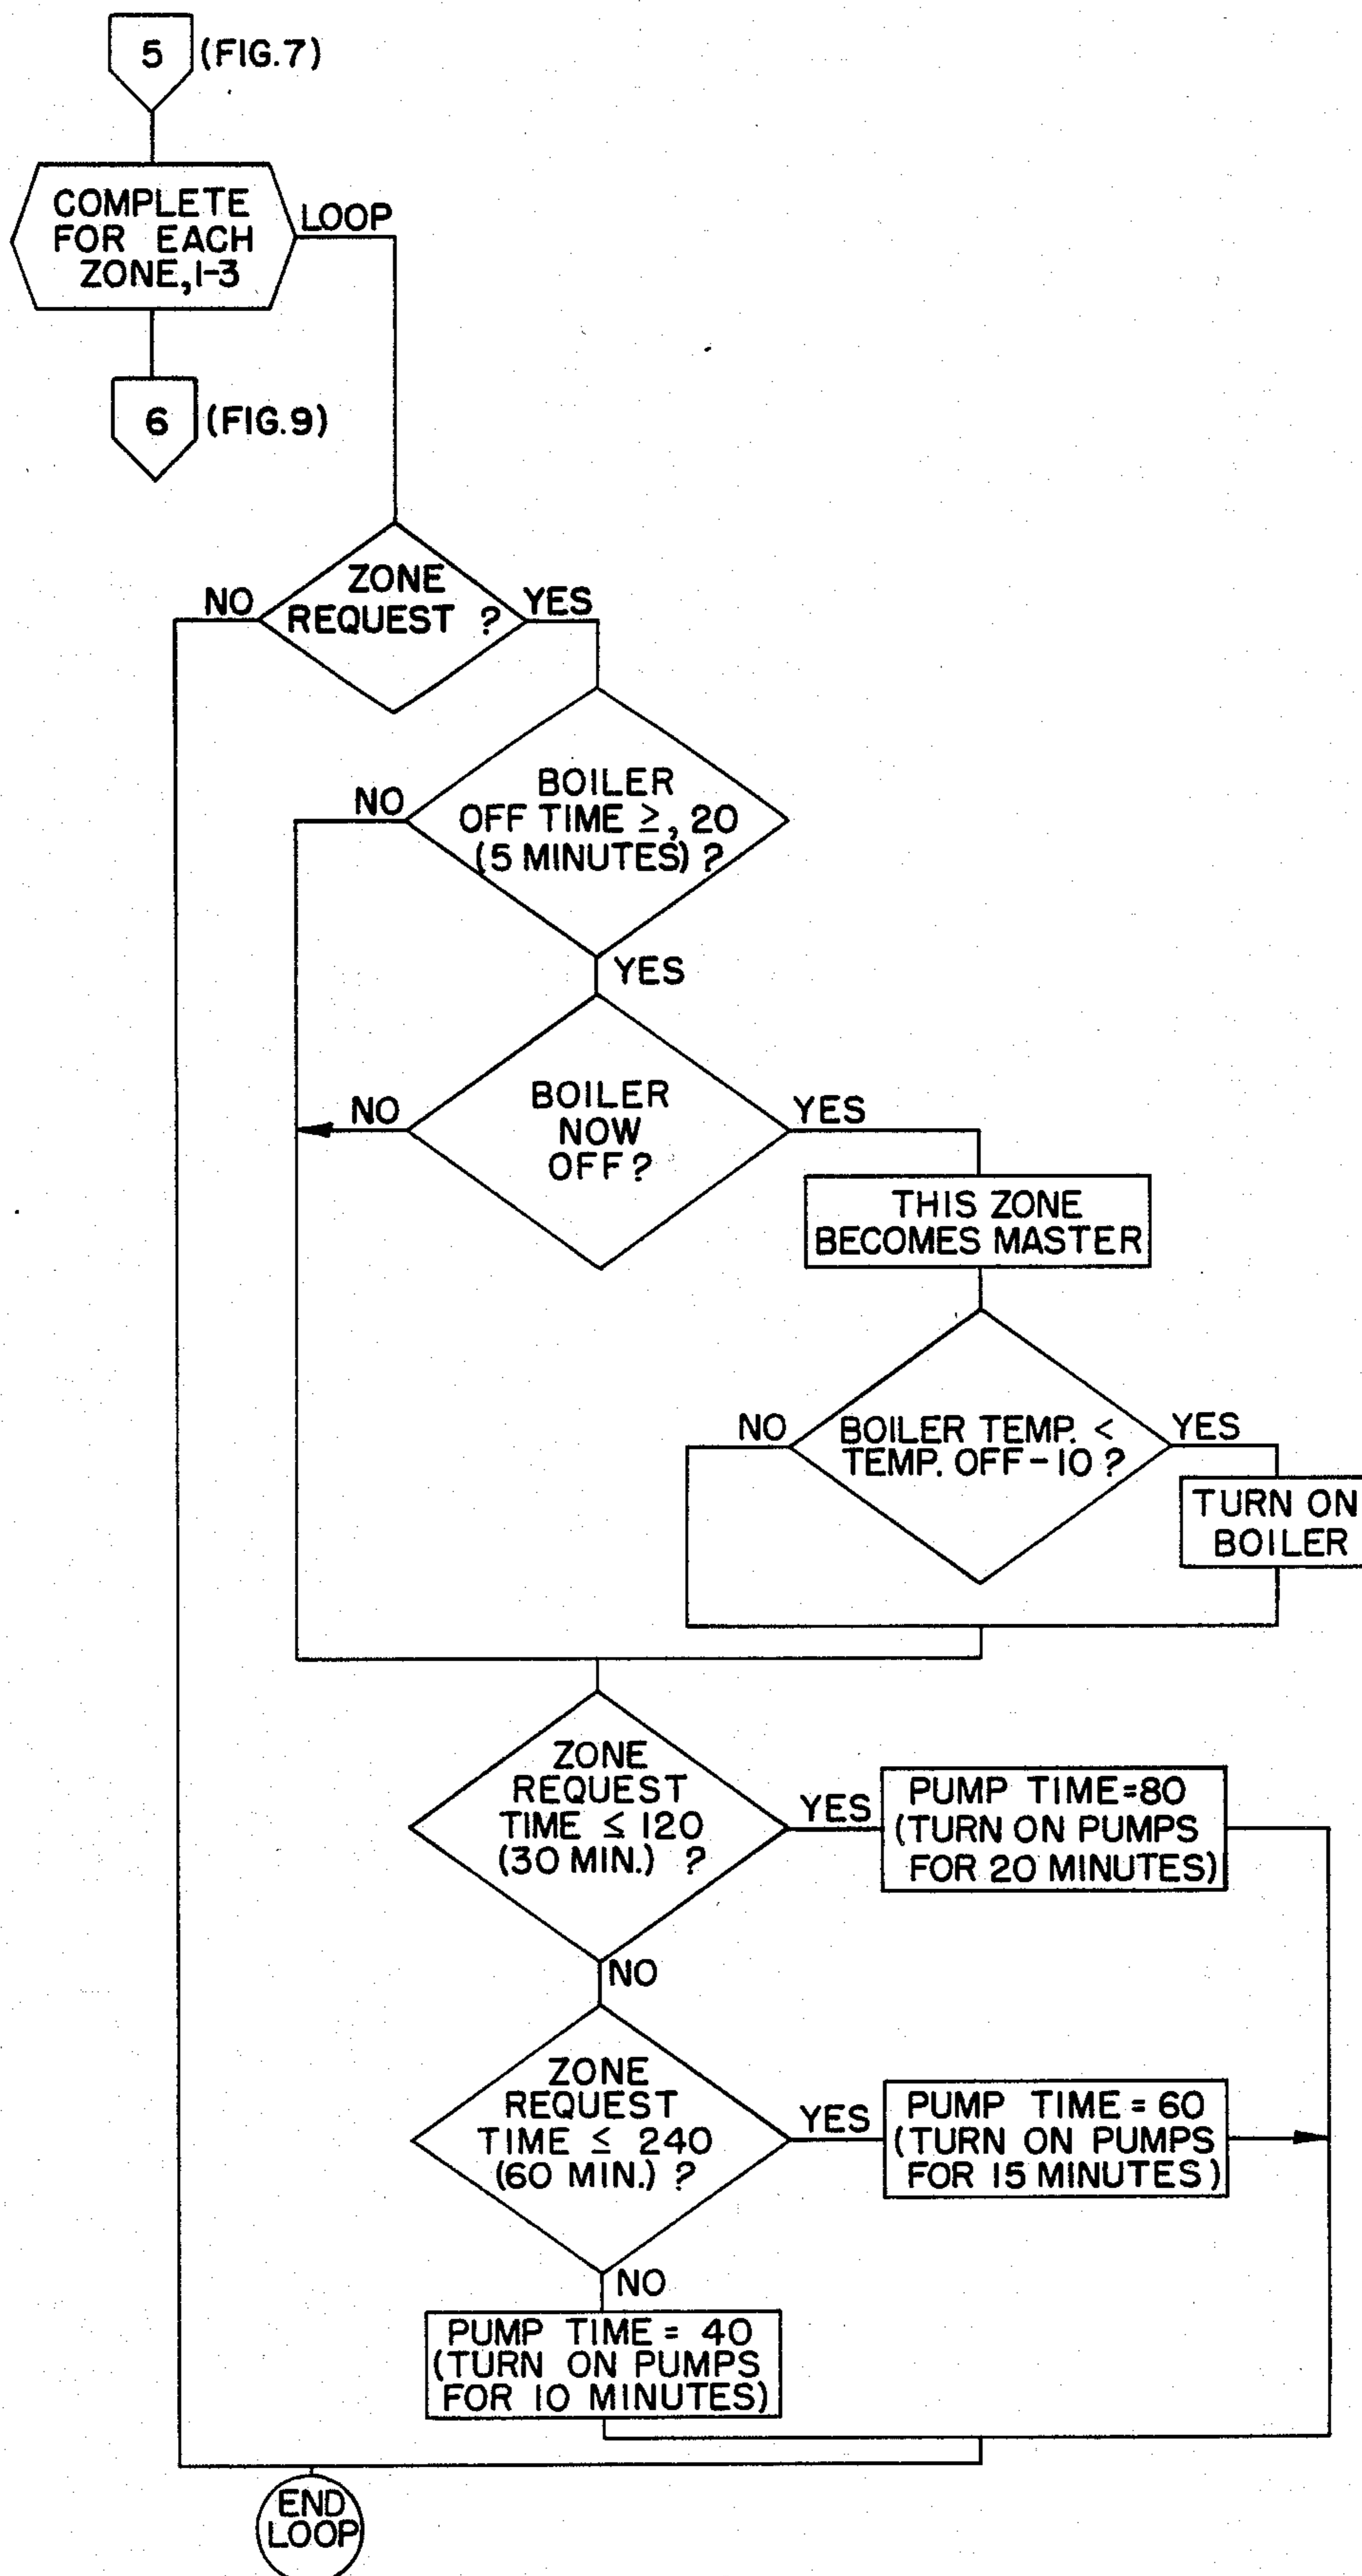 5 (FIG.7)
COMPLETE
FOR EACH
ZONE,1-3
LOOP
6 (FIG.9)
ZONE
REQUEST ?
NO
YES
BOILER
OFF TIME ≥, 20
(5 MINUTES) ?
NO
YES
BOILER
NOW
OFF?
NO
YES
THIS ZONE
BECOMES MASTER
BOILER TEMP. <
TEMP. OFF-10 ?
NO
YES
TURN ON
BOILER
ZONE
REQUEST
TIME ≤ 120
(30 MIN.) ?
YES
PUMP TIME=80
(TURN ON PUMPS
FOR 20 MINUTES)
NO
ZONE
REQUEST
TIME ≤ 240
(60 MIN.) ?
YES
PUMP TIME = 60
(TURN ON PUMPS
FOR 15 MINUTES)
NO
PUMP TIME = 40
(TURN ON PUMPS
FOR 10 MINUTES)
END
LOOP